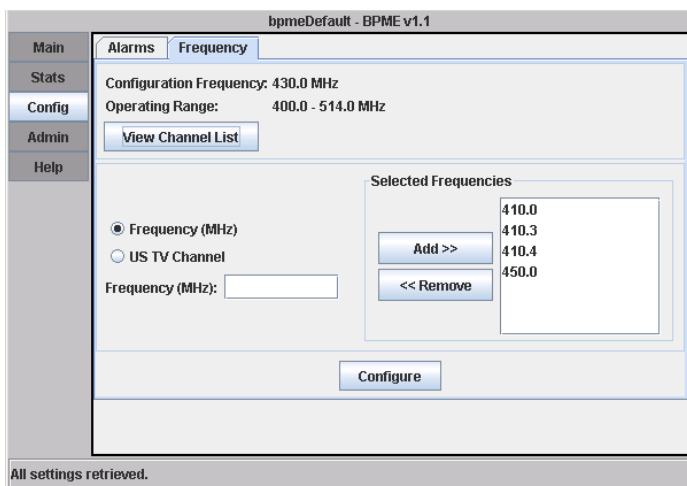 bpmeDefault - BPME v1.1
Main
Stats
Config
Admin
Help
Alarms Frequency
Configuration Frequency: 430.0 MHz
Operating Range: 400.0 - 514.0 MHz
View Channel List
Frequency (MHz)
US TV Channel
Frequency (MHz):
Selected Frequencies
Add >>
<< Remove
410.0
410.3
410.4
450.0
Configure
All settings retrieved.